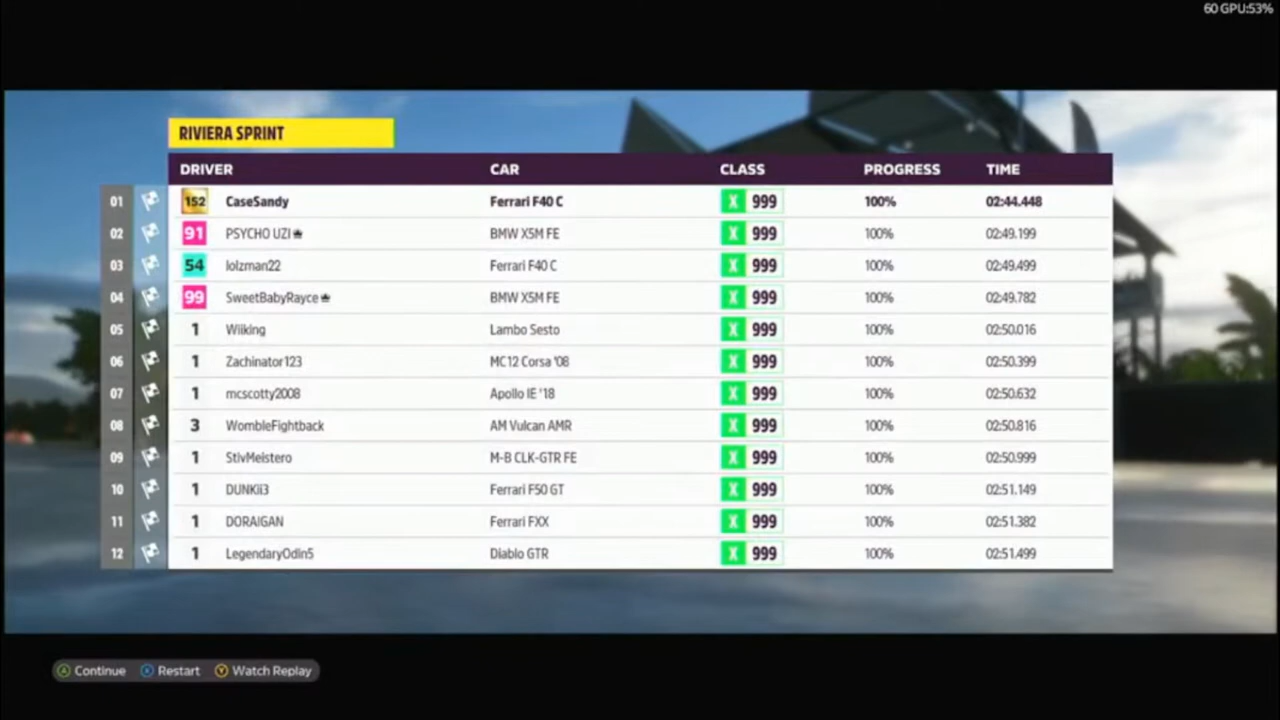 60 GPU:53%
RIVIERA SPRINT
DRIVER CAR CLASS PROGRESS TIME
01 152 CaseSandy Ferrari F40 C X 999 100% 02:44.448
02 91 PSYCHO UZI BMW X5M FE X 999 100% 02:49.199
03 54 lolzman22 Ferrari F40 C X 999 100% 02:49.499
04 99 SweetBabyRayce BMW X5M FE X 999 100% 02:49.782
05 1 Wiiking Lambo Sesto X 999 100% 02:50.016
06 1 Zachinator123 MC12 Corsa '08 X 999 100% 02:50.399
07 1 mcscotty2008 Apollo IE '18 X 999 100% 02:50.632
08 3 WombleFightback AM Vulcan AMR X 999 100% 02:50.816
09 1 StivMeistero M-B CLK-GTR FE X 999 100% 02:50.999
10 1 DUNKii3 Ferrari F50 GT X 999 100% 02:51.149
11 1 DORAIGAN Ferrari FXX X 999 100% 02:51.382
12 1 LegendaryOdin5 Diablo GTR X 999 100% 02:51.499
A Continue X Restart Y Watch Replay